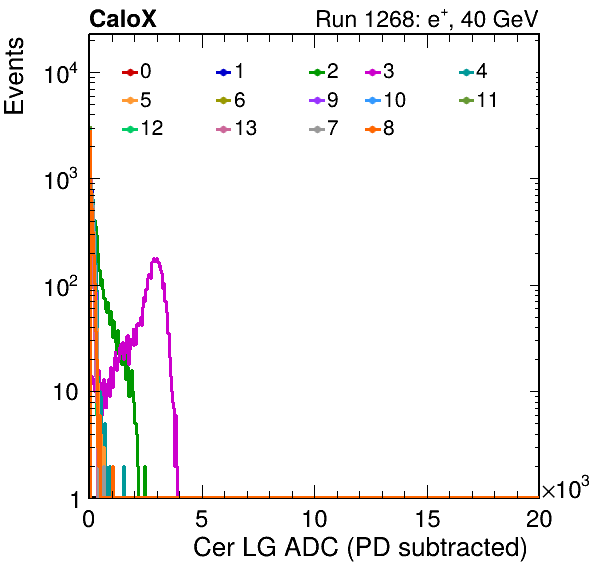 CaloX Run 1268: e⁺, 40 GeV
Events
10⁴
10³
10²
10
1
0 1 2 3 4
5 6 9 10 11
12 13 7 8
0 5 10 15 20
×10³
Cer LG ADC (PD subtracted)